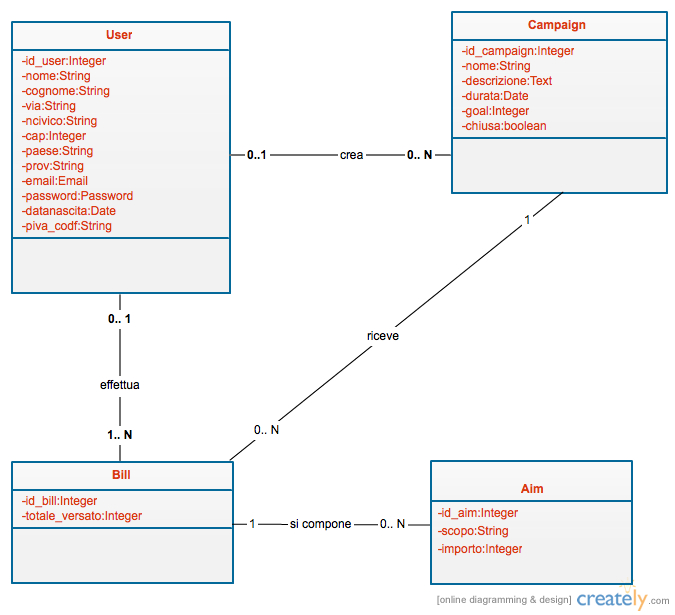 User
-id_user:Integer
-nome:String
-cognome:String
-via:String
-ncivico:String
-cap:Integer
-paese:String
-prov:String
-email:Email
-password:Password
-datanascita:Date
-piva_codf:String
Campaign
-id_campaign:Integer
-nome:String
-descrizione:Text
-durata:Date
-goal:Integer
-chiusa:boolean
0..1 crea 0.. N
1
riceve
0.. N
0.. 1
effettua
1.. N
Bill
-id_bill:Integer
-totale_versato:Integer
1 si compone 0.. N
Aim
-id_aim:Integer
-scopo:String
-importo:Integer
[online diagramming & design] creately.com